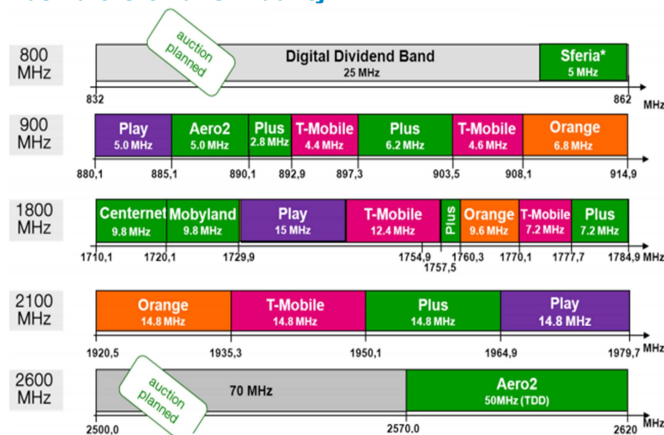 800
MHz
auction
planned
Digital Dividend Band
25 MHz
Sferia*
5 MHz
832
862
MHz
900
MHz
Play
5.0 MHz
Aero2
5.0 MHz
Plus
2.8 MHz
T-Mobile
4.4 MHz
Plus
6.2 MHz
T-Mobile
4.6 MHz
Orange
6.8 MHz
880,1
885,1
890,1
892,9
897,3
903,5
908,1
914,9
MHz
1800
MHz
Centernet
9.8 MHz
Mobyland
9.8 MHz
Play
15 MHz
T-Mobile
12.4 MHz
Plus
Orange
9.6 MHz
T-Mobile
7.2 MHz
Plus
7.2 MHz
1710,1
1720,1
1729,9
1754,9
1757,5
1760,3
1770,1
1777,7
1784,9 MHz
2100
MHz
Orange
14.8 MHz
T-Mobile
14.8 MHz
Plus
14.8 MHz
Play
14.8 MHz
1920,5
1935,3
1950,1
1964,9
1979,7
MHz
2600
MHz
auction
planned
70 MHz
Aero2
50MHz (TDD)
2500,0
2570.0
2620
MHz